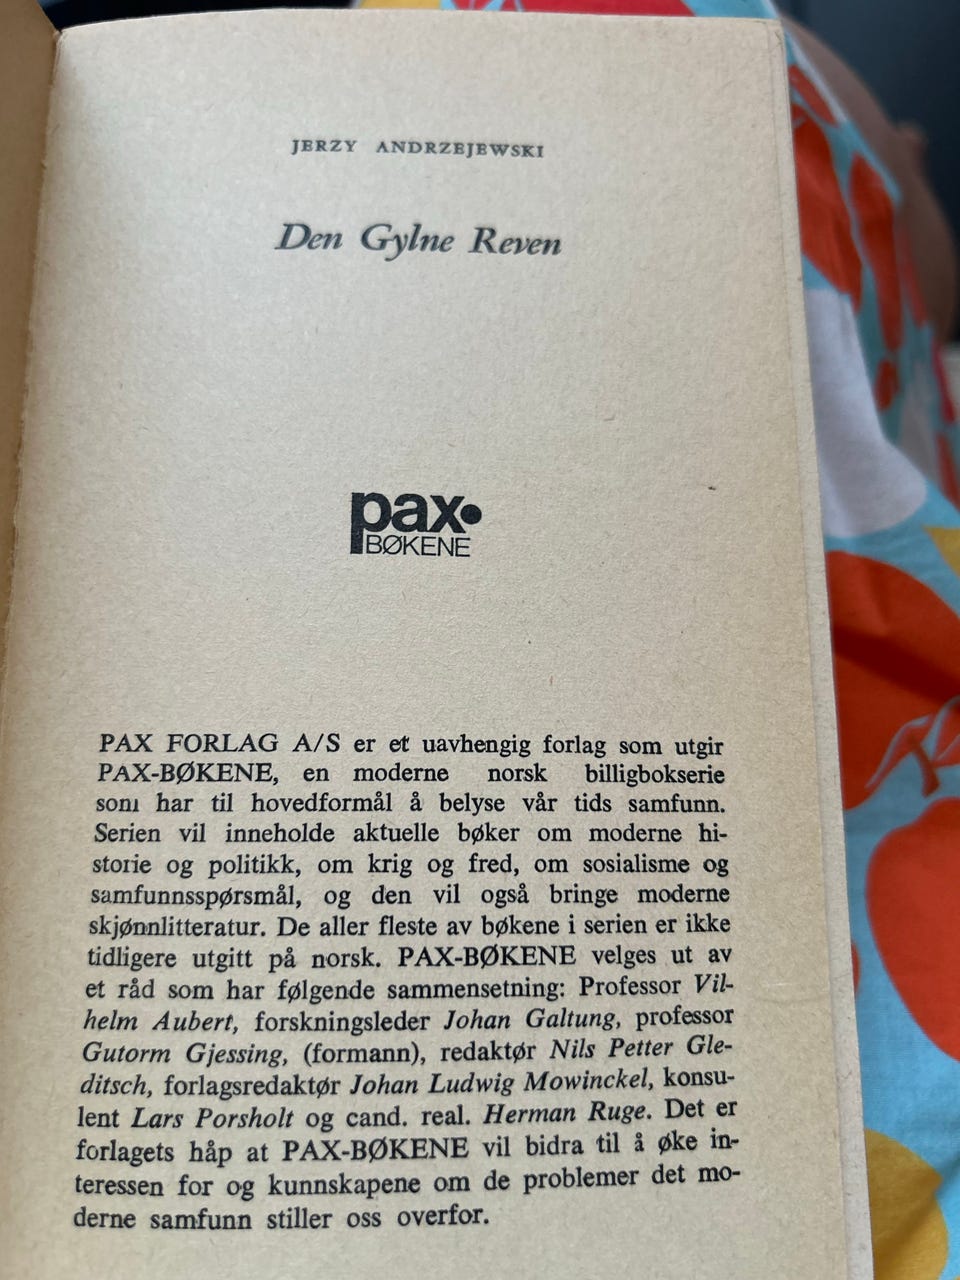 JERZY ANDRZEJEWSKI
Den Gylne Reven
pax•
BØKENE
PAX FORLAG A/S er et uavhengig forlag som utgir
PAX-BØKENE, en moderne norsk billigbokserie
som har til hovedformål å belyse vår tids samfunn.
Serien vil inneholde aktuelle bøker om moderne hi-
storie og politikk, om krig og fred, om sosialisme og
samfunnsspørsmål, og den vil også bringe moderne
skjønnlitteratur. De aller fleste av bøkene i serien er ikke
tidligere utgitt på norsk. PAX-BØKENE velges ut av
et råd som har følgende sammensetning: Professor Vil-
helm Aubert, forskningsleder Johan Galtung, professor
Gutorm Gjessing, (formann), redaktør Nils Petter Gle-
ditsch, forlagsredaktør Johan Ludwig Mowinckel, konsu-
lent Lars Porsholt og cand. real. Herman Ruge. Det er
forlagets håp at PAX-BØKENE vil bidra til å øke in-
teressen for og kunnskapene om de problemer det mo-
derne samfunn stiller oss overfor.